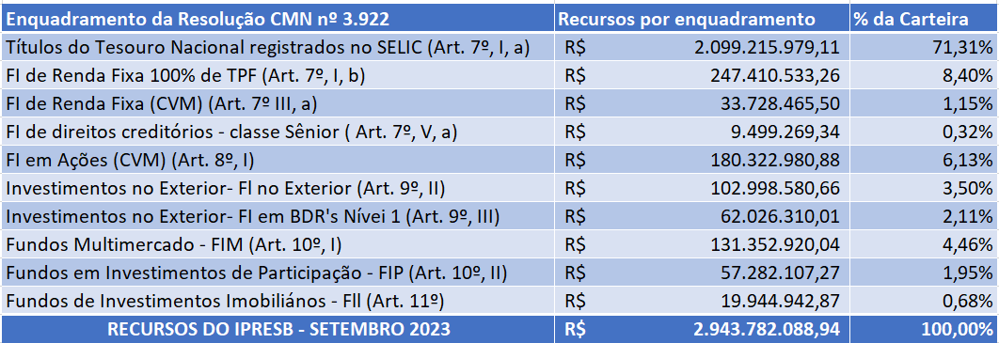 Enquadramento da Resolução CMN nº 3.922 Recursos por enquadramento % da Carteira
Títulos do Tesouro Nacional registrados no SELIC (Art. 7º, I, a) R$ 2.099.215.979,11 71,31%
FI de Renda Fixa 100% de TPF (Art. 7º, I, b) R$ 247.410.533,26 8,40%
FI de Renda Fixa (CVM) (Art. 7º III, a) R$ 33.728.465,50 1,15%
FI de direitos creditórios - classe Sênior ( Art. 7º, V, a) R$ 9.499.269,34 0,32%
FI em Ações (CVM) (Art. 8º, I) R$ 180.322.980,88 6,13%
Investimentos no Exterior- Fl no Exterior (Art. 9º, II) R$ 102.998.580,66 3,50%
Investimentos no Exterior- FI em BDR's Nívei 1 (Art. 9º, III) R$ 62.026.310,01 2,11%
Fundos Multimercado - FIM (Art. 10º, I) R$ 131.352.920,04 4,46%
Fundos em Investimentos de Participação - FIP (Art. 10º, II) R$ 57.282.107,27 1,95%
Fundos de Investimentos Imobiliános - Fll (Art. 11º) R$ 19.944.942,87 0,68%
RECURSOS DO IPRESB - SETEMBRO 2023 R$ 2.943.782.088,94 100,00%